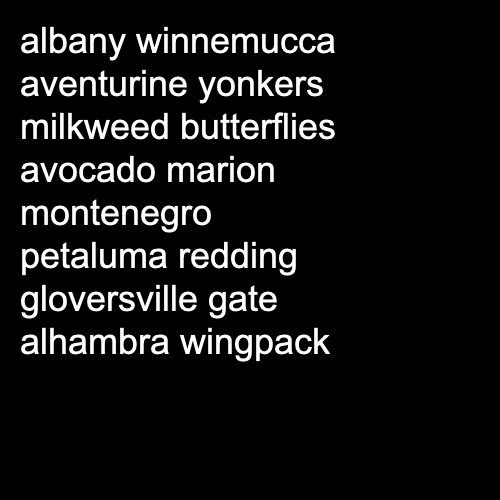 albany winnemucca
aventurine yonkers
milkweed butterflies
avocado marion
montenegro
petaluma redding
gloversville gate
alhambra wingpack